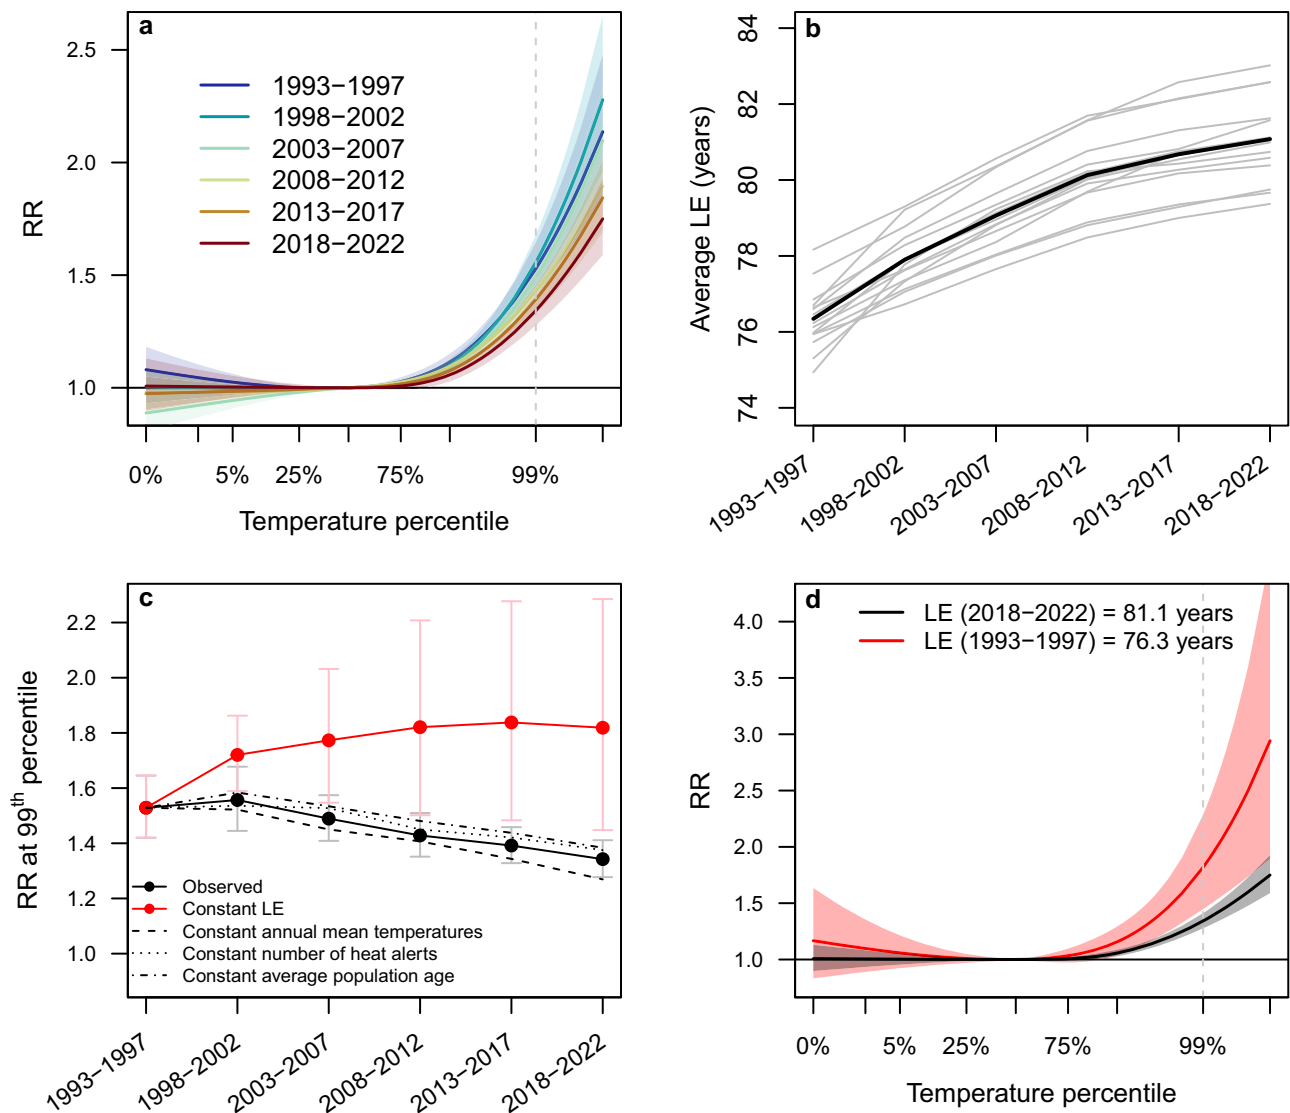 a
RR
2.5
2.0
1.5
1.0
1993−1997
1998−2002
2003−2007
2008−2012
2013−2017
2018−2022
0% 5% 25% 75% 99%
Temperature percentile
b
Average LE (years)
84
82
80
78
76
74
1993−1997
1998−2002
2003−2007
2008−2012
2013−2017
2018−2022
c
RR at 99th percentile
2.2
2.0
1.8
1.6
1.4
1.2
1.0
Observed
Constant LE
Constant annual mean temperatures
Constant number of heat alerts
Constant average population age
1993−1997
1998−2002
2003−2007
2008−2012
2013−2017
2018−2022
d
RR
4.0
3.5
3.0
2.5
2.0
1.5
1.0
LE (2018−2022) = 81.1 years
LE (1993−1997) = 76.3 years
0% 5% 25% 75% 99%
Temperature percentile